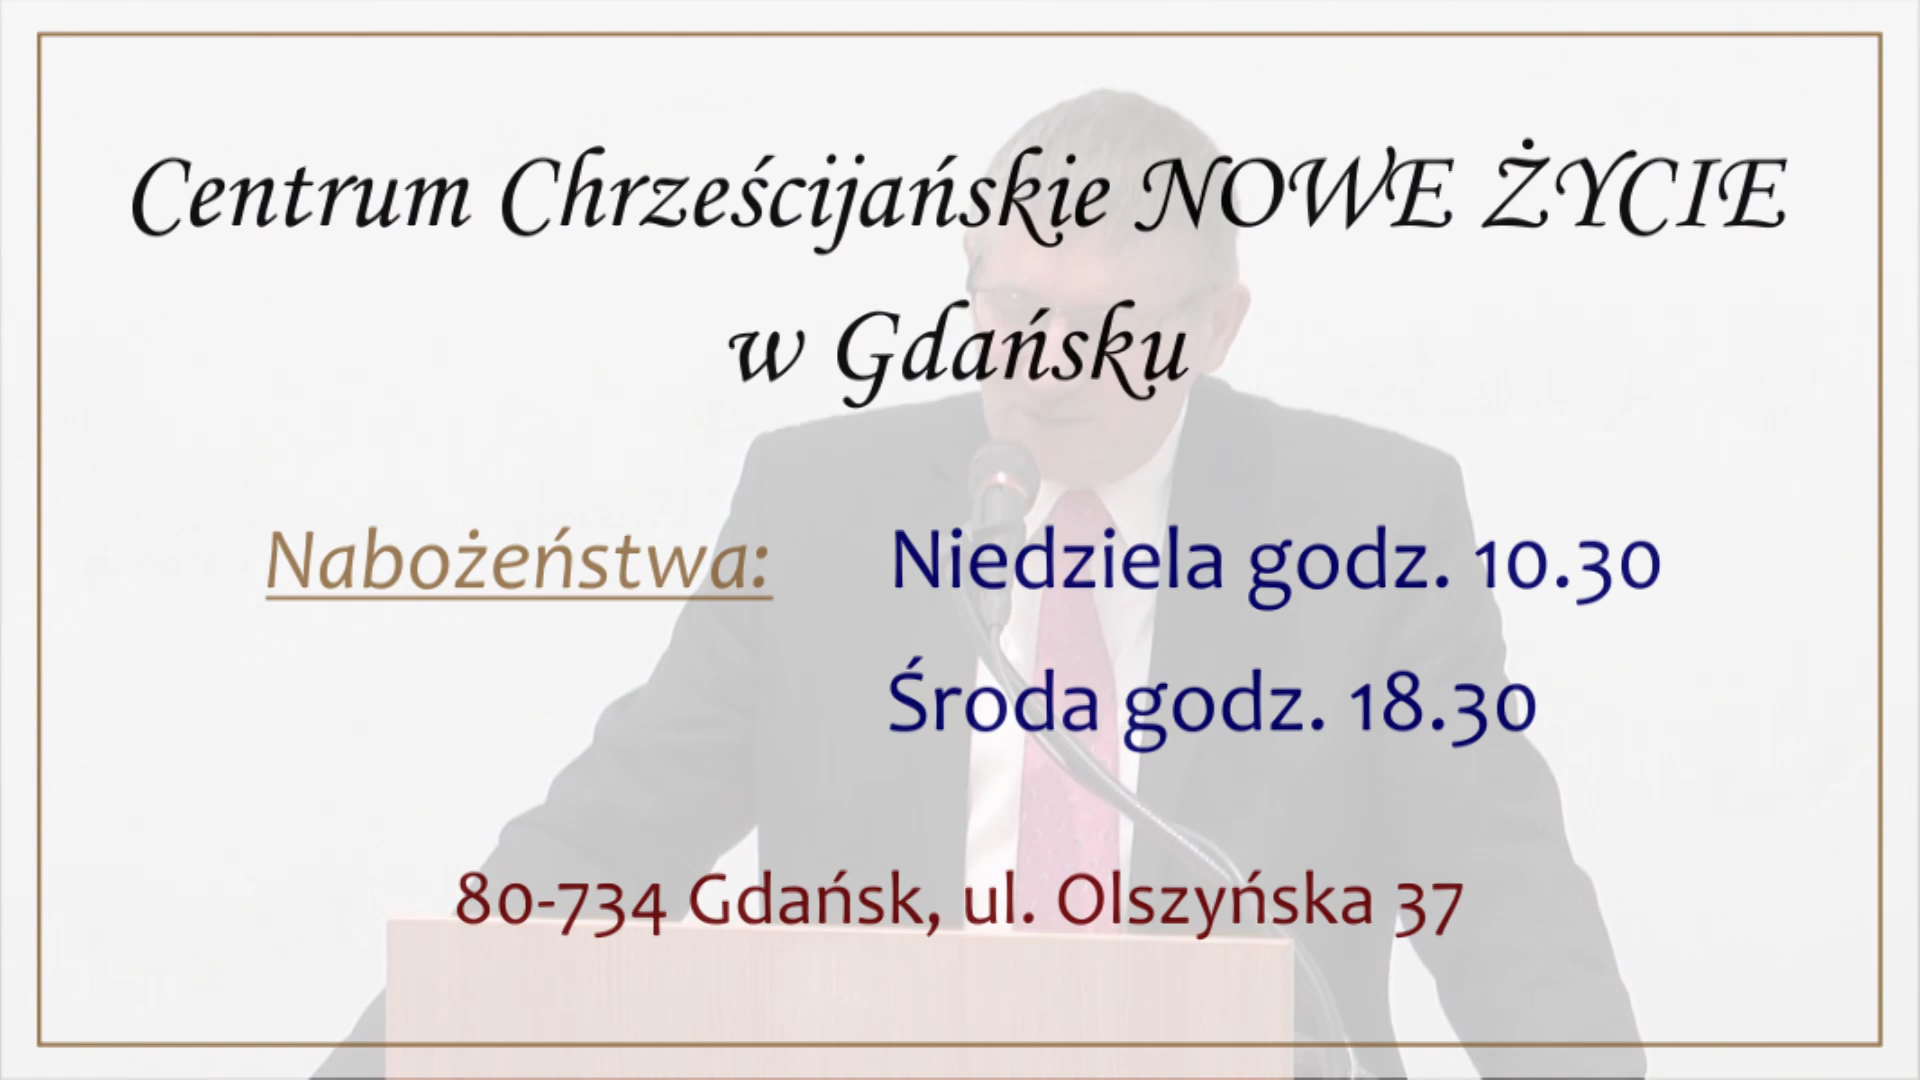 Centrum Chrześcijańskie NOWE ŻYCIE
w Gdańsku
Nabożeństwa: Niedziela godz. 10.30
Środa godz. 18.30
80-734 Gdańsk, ul. Olszyńska 37